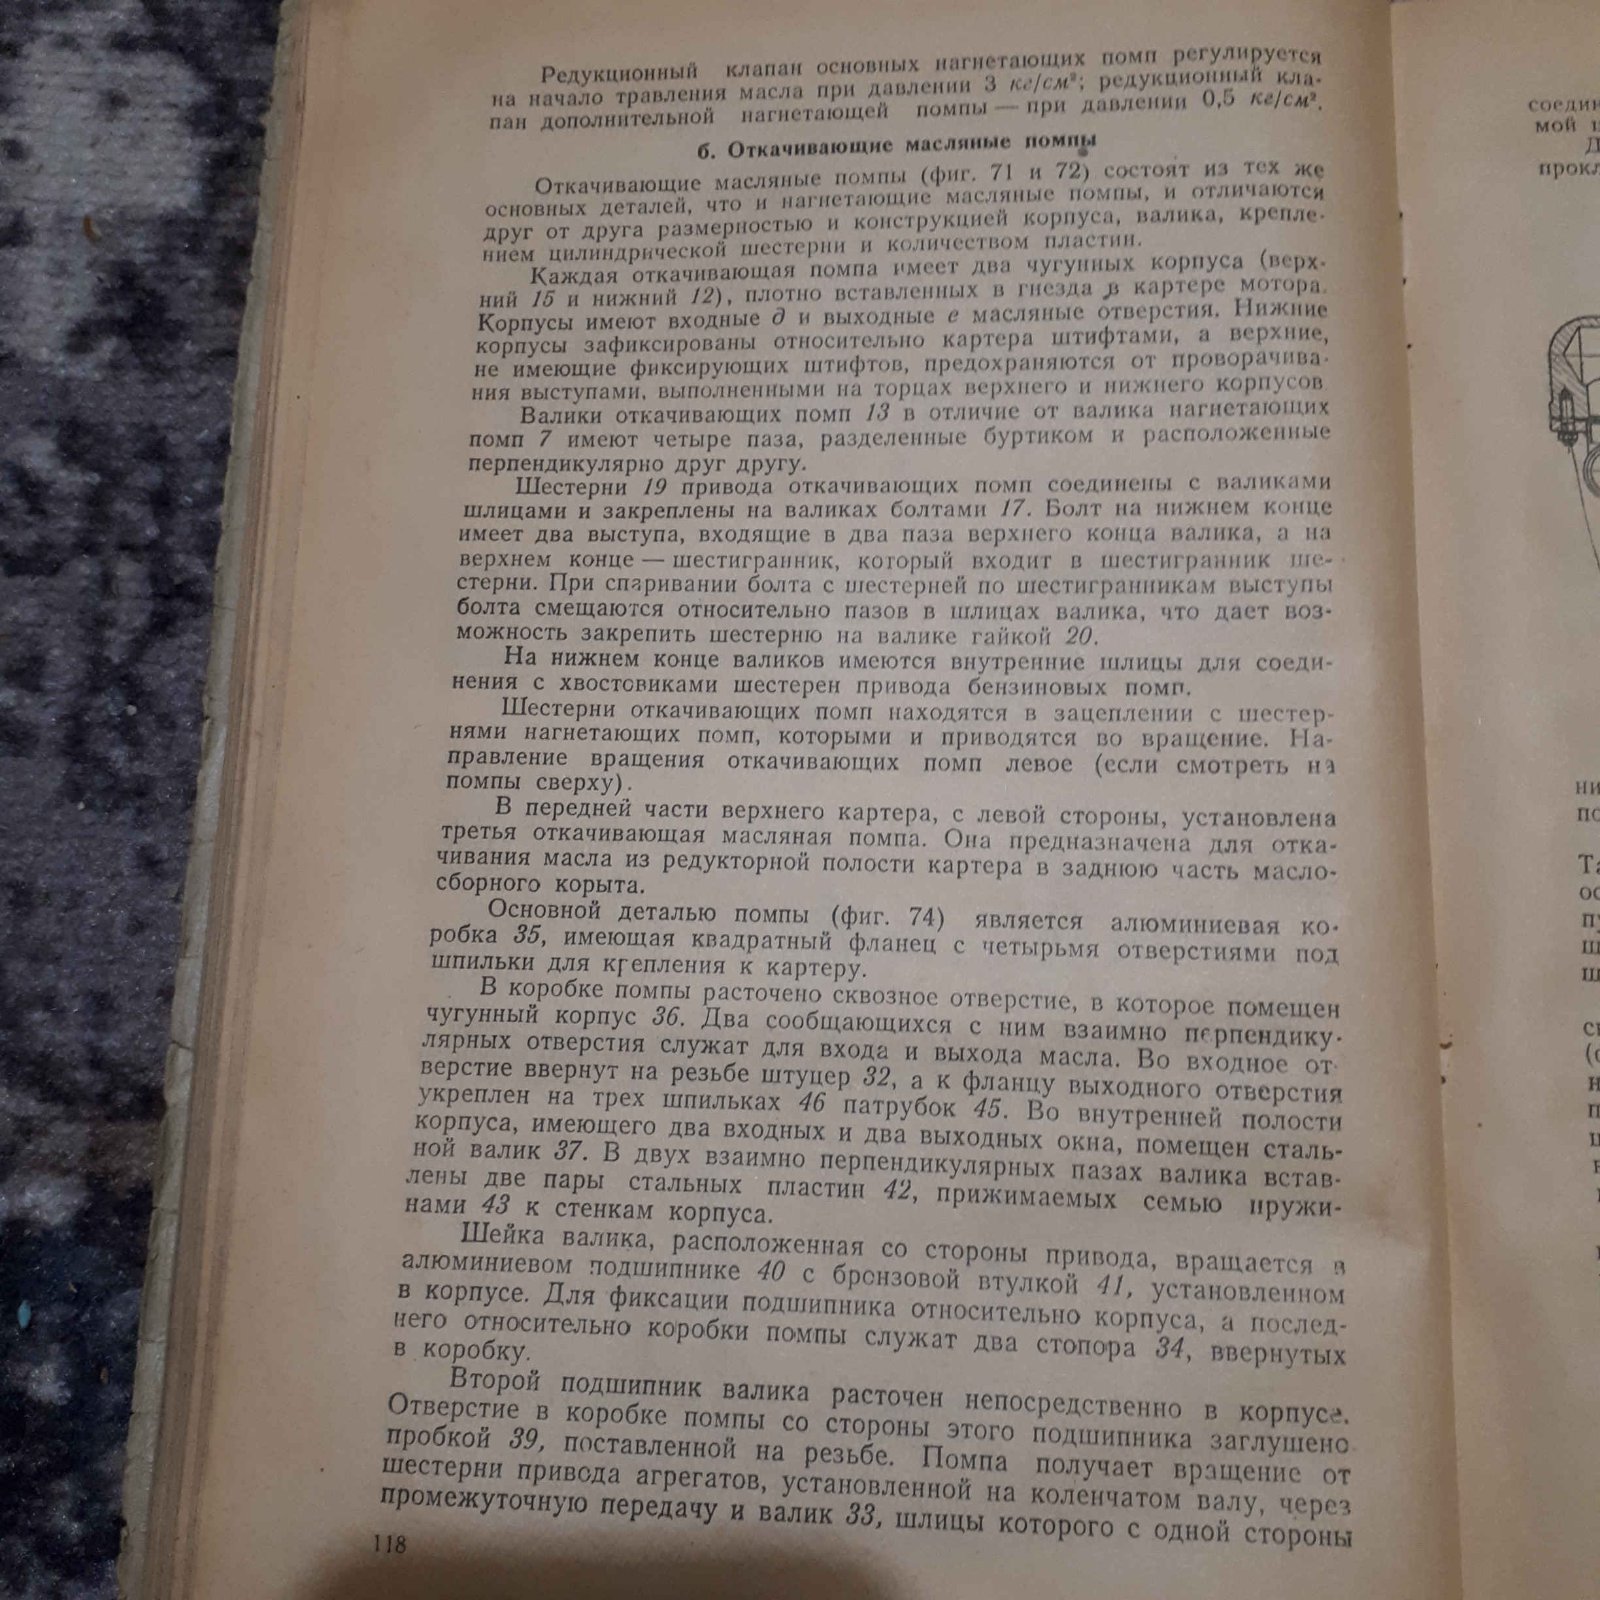 Редукционный клапан основных нагнетающих помп регулируется
на начало травления масла при давлении 3 кг/см²; редукционный кла-
пан дополнительной нагнетающей помпы — при давлении 0,5 кг/см².
б. Откачивающие масляные помпы
Откачивающие масляные помпы (фиг. 71 и 72) состоят из тех же
основных деталей, что и нагнетающие масляные помпы, и отличаются
друг от друга размерностью и конструкцией корпуса, валика, крепле-
нием цилиндрической шестерни и количеством пластин.
Каждая откачивающая помпа имеет два чугунных корпуса (верх-
ний 15 и нижний 12), плотно вставленных в гнезда в картере мотора.
Корпусы имеют входные д и выходные е масляные отверстия. Нижние
корпусы зафиксированы относительно картера штифтами, а верхние,
не имеющие фиксирующих штифтов, предохраняются от проворачива-
ния выступами, выполненными на торцах верхнего и нижнего корпусов
Валики откачивающих помп 13 в отличие от валика нагнетающих
помп 7 имеют четыре паза, разделенные буртиком и расположенные
перпендикулярно друг другу.
Шестерни 19 привода откачивающих помп соединены с валиками
шлицами и закреплены на валиках болтами 17. Болт на нижнем конце
имеет два выступа, входящие в два паза верхнего конца валика, а на
верхнем конце — шестигранник, который входит в шестигранник ше-
стерни. При спаривании болта с шестерней по шестигранникам выступы
болта смещаются относительно пазов в шлицах валика, что дает воз-
можность закрепить шестерню на валике гайкой 20.
На нижнем конце валиков имеются внутренние шлицы для соеди-
нения с хвостовиками шестерен привода бензиновых помп.
Шестерни откачивающих помп находятся в зацеплении с шестер-
нями нагнетающих помп, которыми и приводятся во вращение. На-
правление вращения откачивающих помп левое (если смотреть на
помпы сверху).
В передней части верхнего картера, с левой стороны, установлена
третья откачивающая масляная помпа. Она предназначена для отка-
чивания масла из редукторной полости картера в заднюю часть масло-
сборного корыта.
Основной деталью помпы (фиг. 74) является алюминиевая ко-
робка 35, имеющая квадратный фланец с четырьмя отверстиями под
шпильки для крепления к картеру.
В коробке помпы расточено сквозное отверстие, в которое помещен
чугунный корпус 36. Два сообщающихся с ним взаимно перпендику-
лярных отверстия служат для входа и выхода масла. Во входное от-
верстие ввернут на резьбе штуцер 32, а к фланцу выходного отверстия
укреплен на трех шпильках 46 патрубок 45. Во внутренней полости
корпуса, имеющего два входных и два выходных окна, помещен сталь-
ной валик 37. В двух взаимно перпендикулярных пазах валика встав-
лены две пары стальных пластин 42, прижимаемых семью пружи-
нами 43 к стенкам корпуса.
Шейка валика, расположенная со стороны привода, вращается в
алюминиевом подшипнике 40 с бронзовой втулкой 41, установленном
в корпусе. Для фиксации подшипника относительно корпуса, а послед-
него относительно коробки помпы служат два стопора 34, ввернутых
в коробку.
Второй подшипник валика расточен непосредственно в корпусе.
Отверстие в коробке помпы со стороны этого подшипника заглушено
пробкой 39, поставленной на резьбе. Помпа получает вращение от
шестерни привода агрегатов, установленной на коленчатом валу, через
промежуточную передачу и валик 33, шлицы которого с одной стороны
118
мой